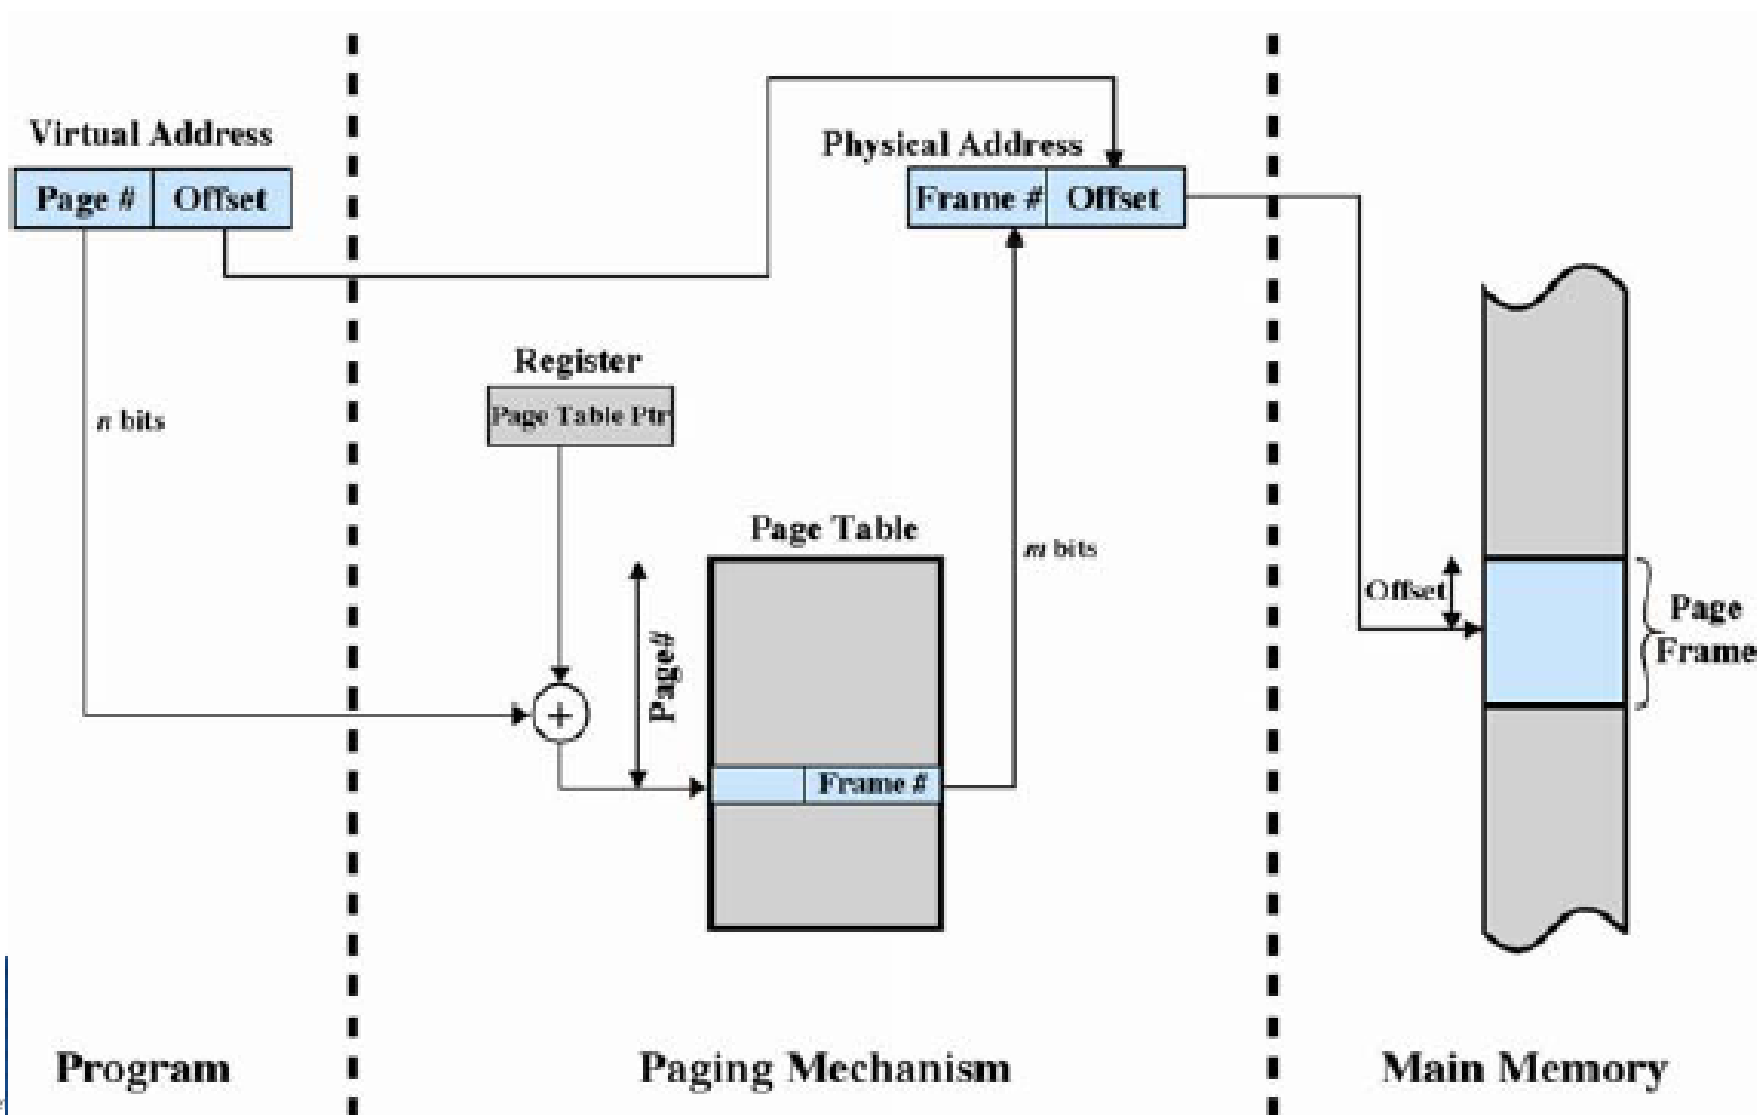 Virtual Address
Page #
Offset
Physical Address
Frame #
Offset
Register
Page Table Ptr
n bits
+
Page Table
Page#
Frame #
m bits
Offset
Page
Frame
Program
Paging Mechanism
Main Memory